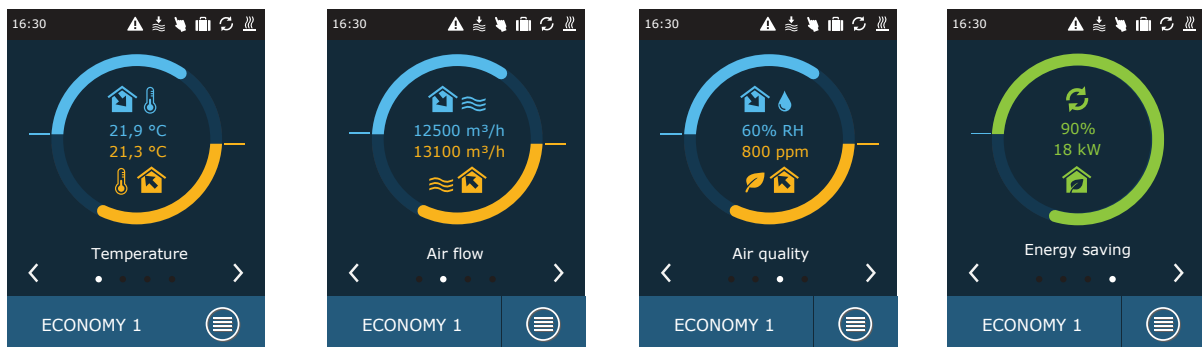 16:30
21,9 °C
21,3 °C
Temperature
ECONOMY 1
16:30
12500 m³/h
13100 m³/h
Air flow
ECONOMY 1
16:30
60% RH
800 ppm
Air quality
ECONOMY 1
16:30
90%
18 kW
Energy saving
ECONOMY 1